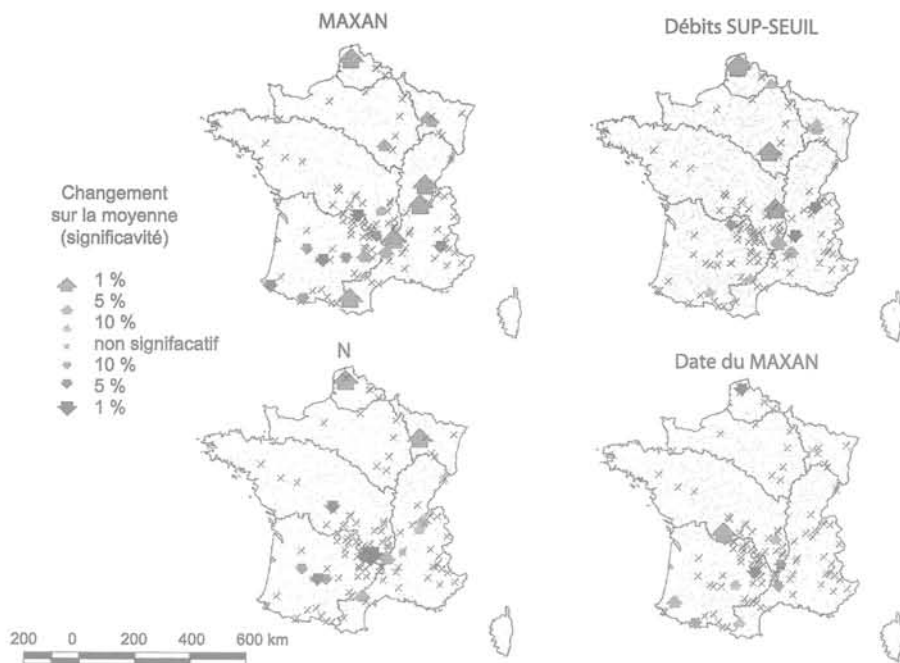 MAXAN
Débits SUP-SEUIL
Changement
sur la moyenne
(significavité)
1 %
5 %
10 %
non signifacatif
10 %
5 %
1 %
N
Date du MAXAN
200 0 200 400 600 km